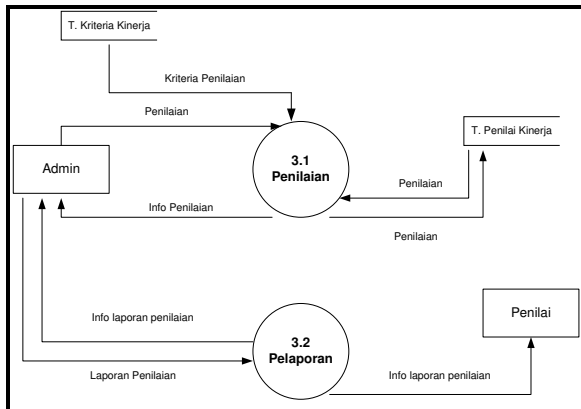 T. Kriteria Kinerja
Kriteria Penilaian
Penilaian
T. Penilai Kinerja
3.1
Penilaian
Admin
Penilaian
Info Penilaian
Penilaian
Penilai
Info laporan penilaian
3.2
Pelaporan
Laporan Penilaian
Info laporan penilaian